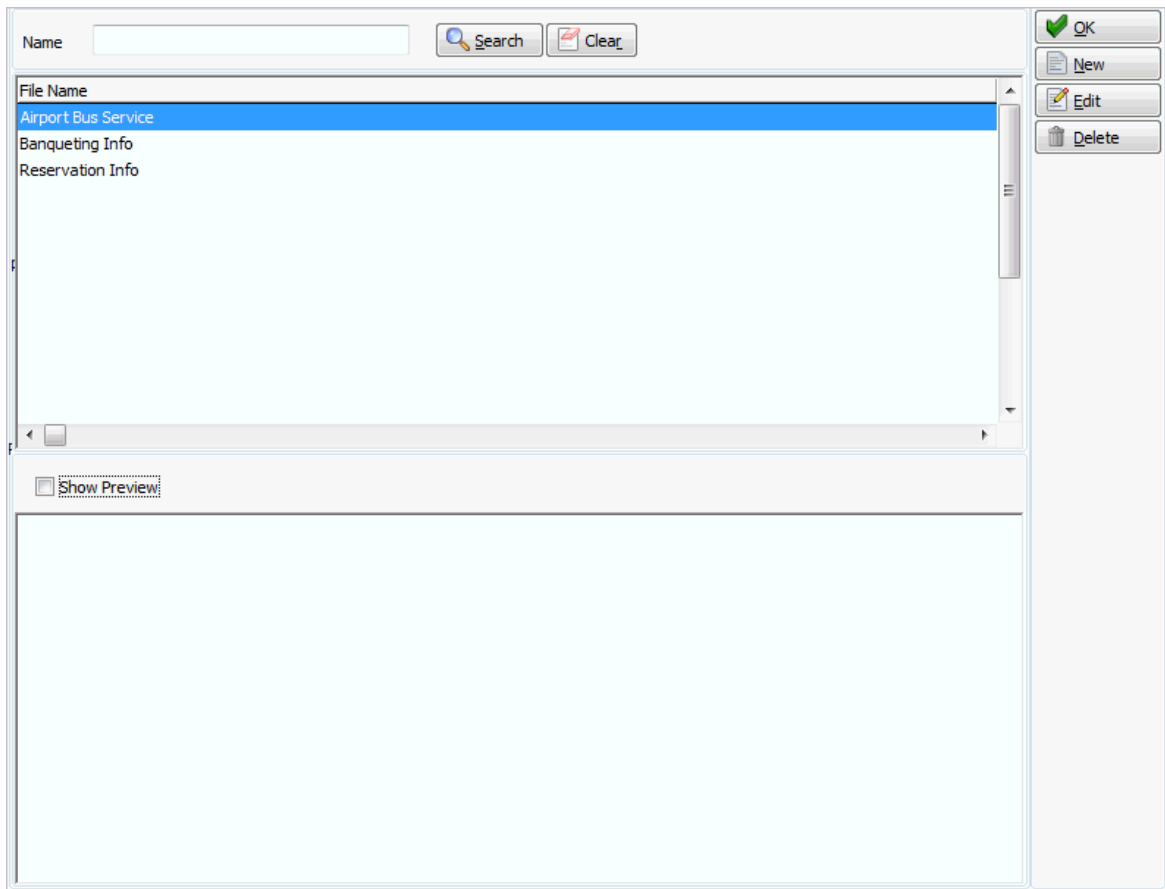 Name
Search
Clear
OK
New
Edit
Delete
File Name
Airport Bus Service
Banqueting Info
Reservation Info
Show Preview